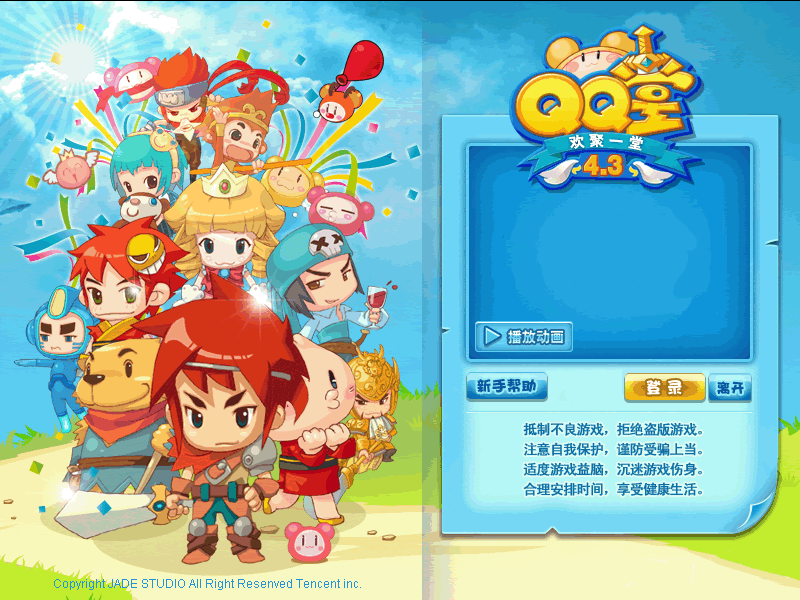 QQ堂
欢聚一堂
4.3
播放动画
新手帮助
登录
离开
抵制不良游戏，拒绝盗版游戏。
注意自我保护，谨防受骗上当。
适度游戏益脑，沉迷游戏伤身。
合理安排时间，享受健康生活。
Copyright JADE STUDIO All Right Resenved Tencent inc.